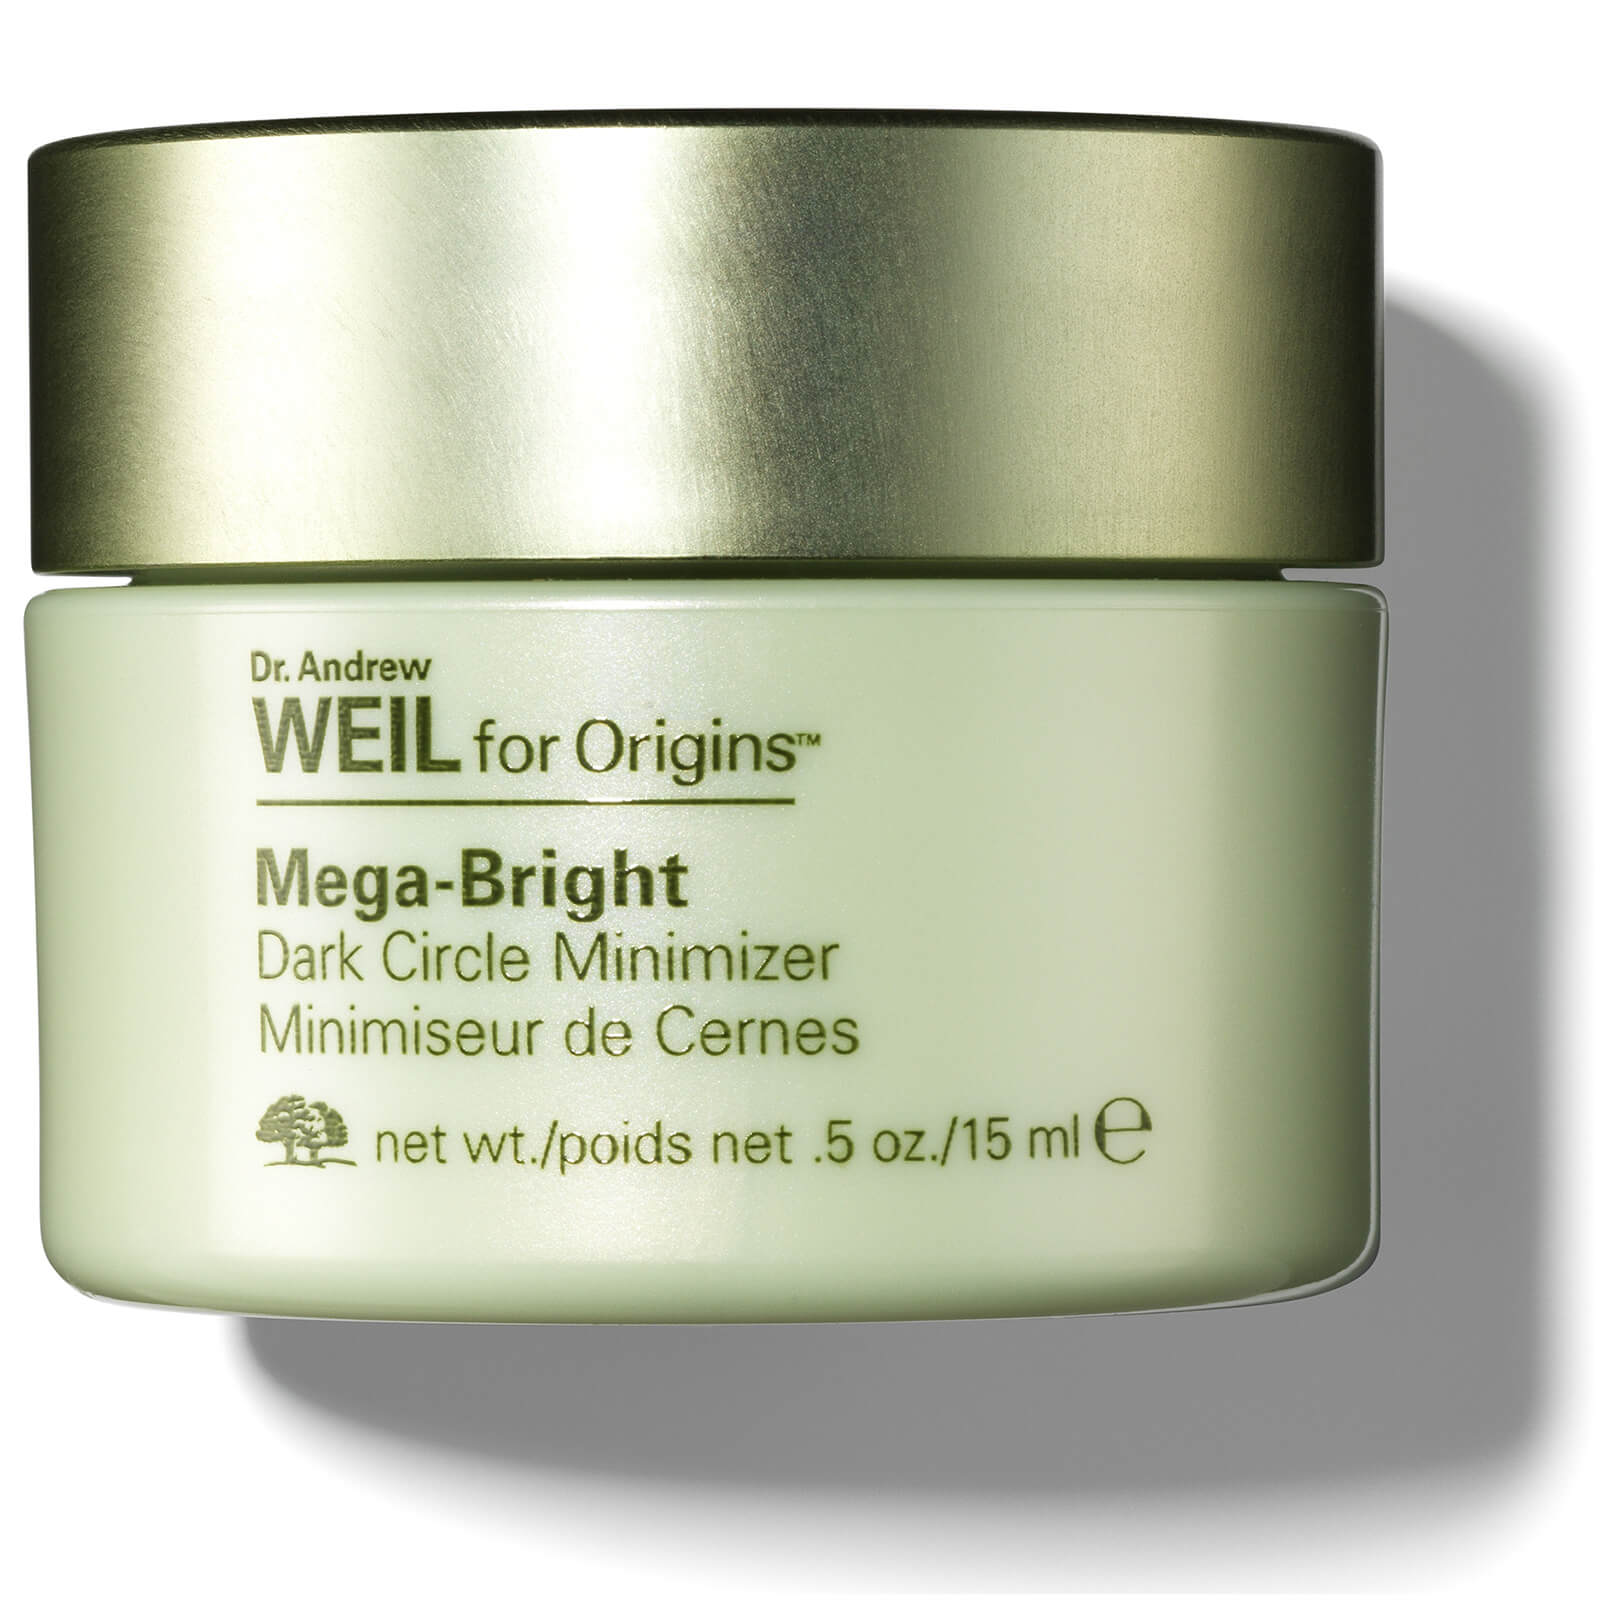 Dr. Andrew
WEIL for Origins™
Mega-Bright
Dark Circle Minimizer
Minimiseur de Cernes
net wt./poids net .5 oz./15 ml ℮